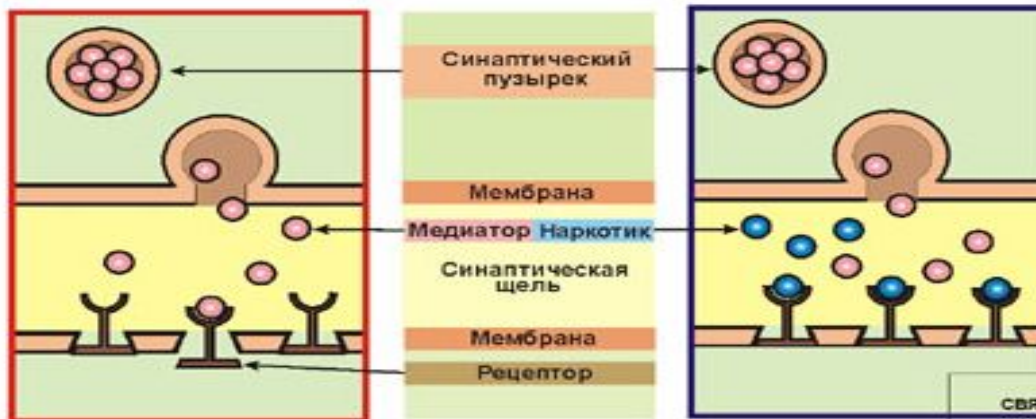 Синаптический
пузырек
Мембрана
Медиатор Наркотик
Синаптическая
щель
Мембрана
Рецептор